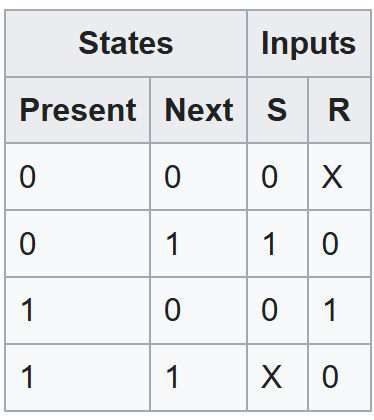 States Inputs
Present Next S R
0 0 0 X
0 1 1 0
1 0 0 1
1 1 X 0